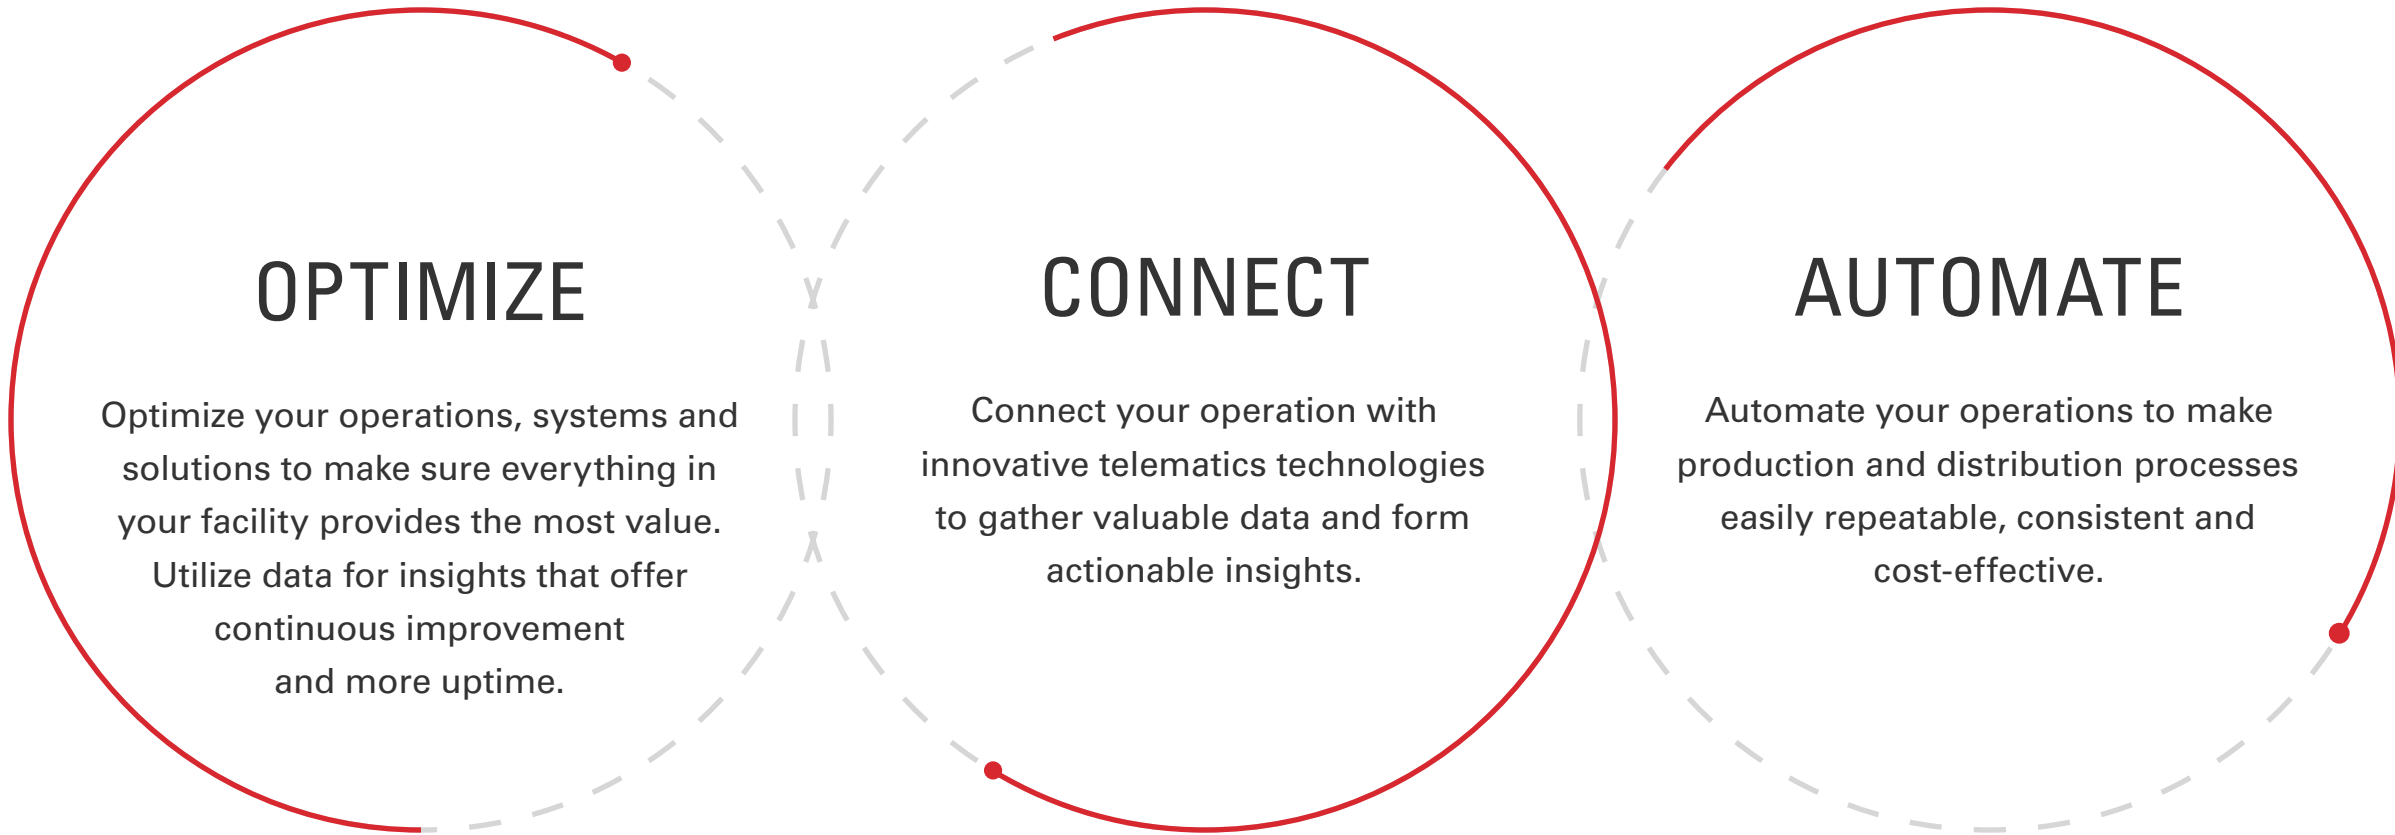 OPTIMIZE
Optimize your operations, systems and
solutions to make sure everything in
your facility provides the most value.
Utilize data for insights that offer
continuous improvement
and more uptime.
CONNECT
Connect your operation with
innovative telematics technologies
to gather valuable data and form
actionable insights.
AUTOMATE
Automate your operations to make
production and distribution processes
easily repeatable, consistent and
cost-effective.